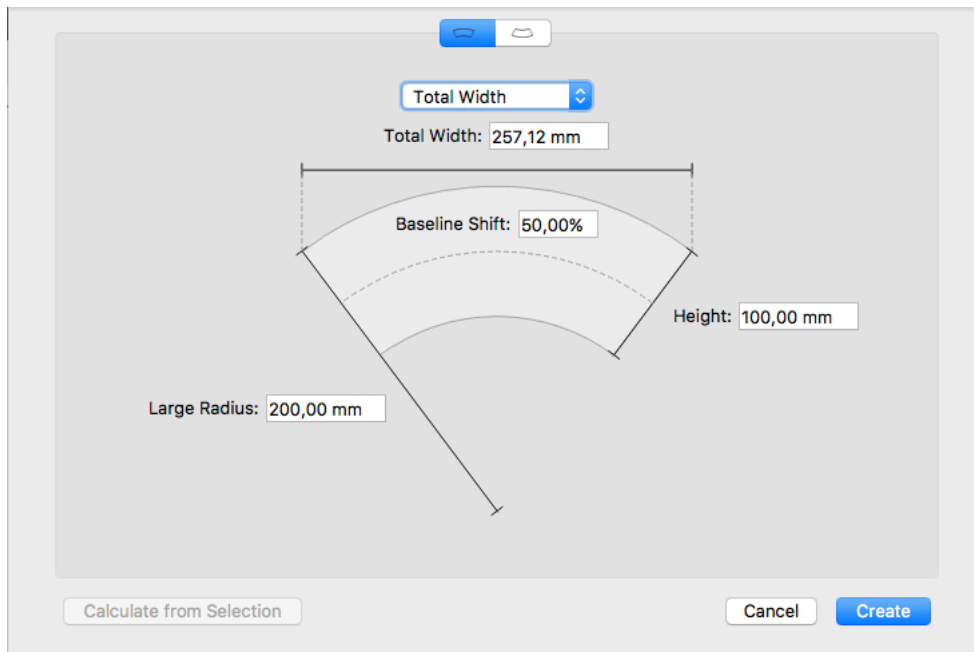 Total Width
Total Width: 257,12 mm
Baseline Shift: 50,00%
Height: 100,00 mm
Large Radius: 200,00 mm
Calculate from Selection
Cancel
Create